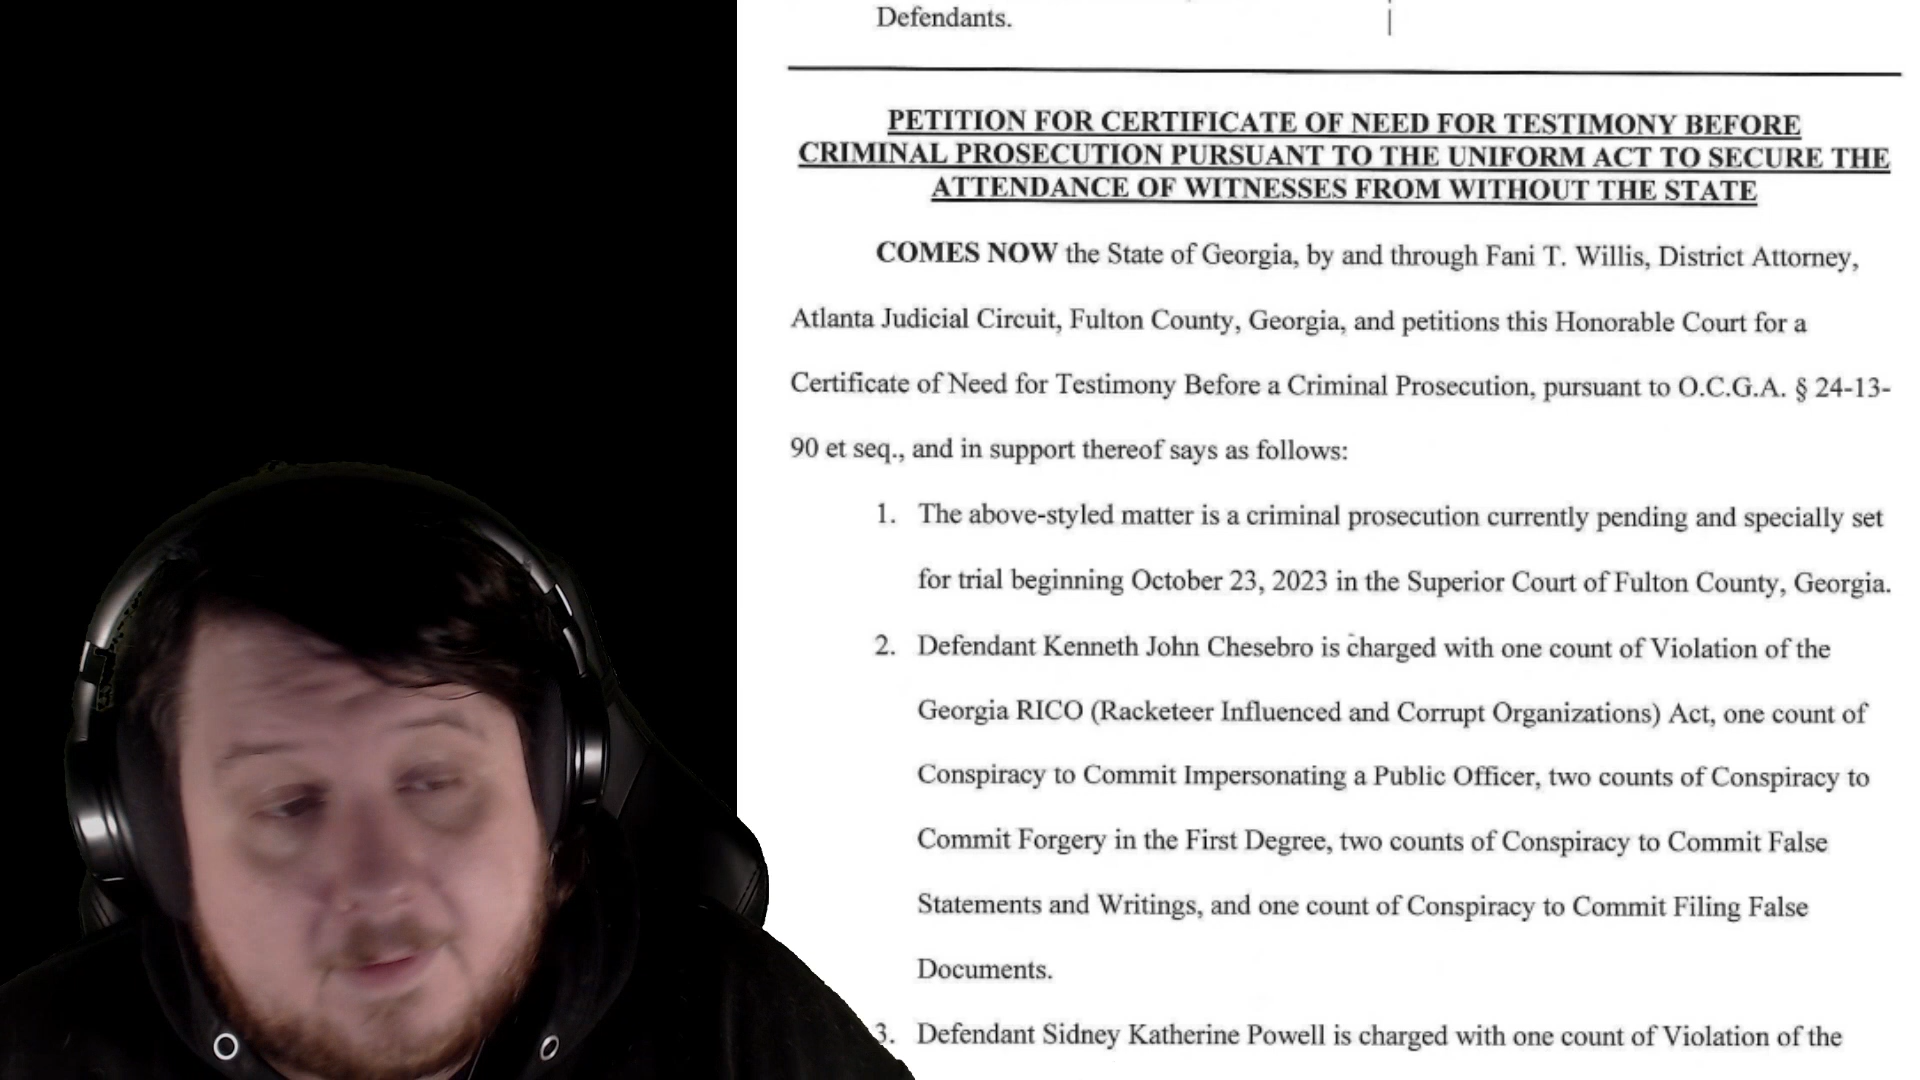 Defendants.
PETITION FOR CERTIFICATE OF NEED FOR TESTIMONY BEFORE
CRIMINAL PROSECUTION PURSUANT TO THE UNIFORM ACT TO SECURE THE
ATTENDANCE OF WITNESSES FROM WITHOUT THE STATE
COMES NOW the State of Georgia, by and through Fani T. Willis, District Attorney,
Atlanta Judicial Circuit, Fulton County, Georgia, and petitions this Honorable Court for a
Certificate of Need for Testimony Before a Criminal Prosecution, pursuant to O.C.G.A. § 24-13-
90 et seq., and in support thereof says as follows:
1. The above-styled matter is a criminal prosecution currently pending and specially set
for trial beginning October 23, 2023 in the Superior Court of Fulton County, Georgia.
2. Defendant Kenneth John Chesebro is charged with one count of Violation of the
Georgia RICO (Racketeer Influenced and Corrupt Organizations) Act, one count of
Conspiracy to Commit Impersonating a Public Officer, two counts of Conspiracy to
Commit Forgery in the First Degree, two counts of Conspiracy to Commit False
Statements and Writings, and one count of Conspiracy to Commit Filing False
Documents.
3. Defendant Sidney Katherine Powell is charged with one count of Violation of the